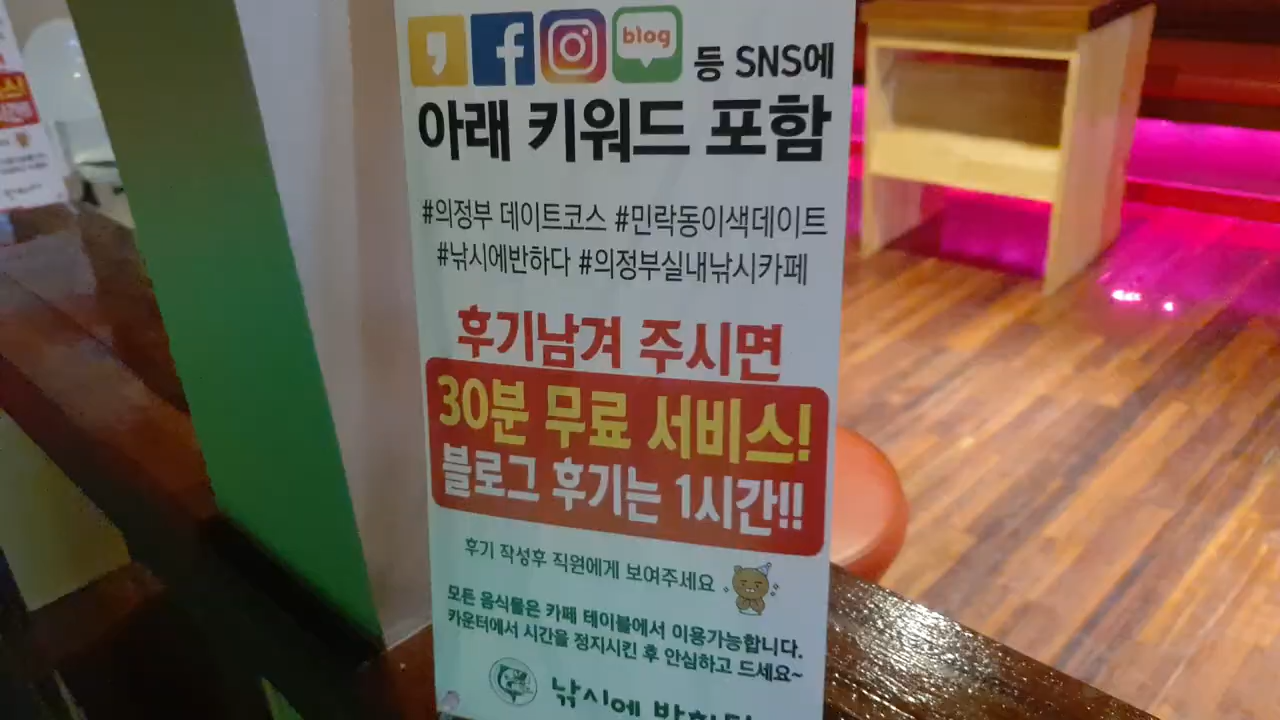 blog 등 SNS에
아래 키워드 포함
#의정부 데이트코스 #민락동이색데이트
#낚시에반하다 #의정부실내낚시카페
후기남겨 주시면
30분 무료 서비스!
블로그 후기는 1시간!!
후기 작성후 직원에게 보여주세요
모든 음식물은 카페 테이블에서 이용가능합니다.
카운터에서 시간을 정지시킨 후 안심하고 드세요~
낚시에 반하다